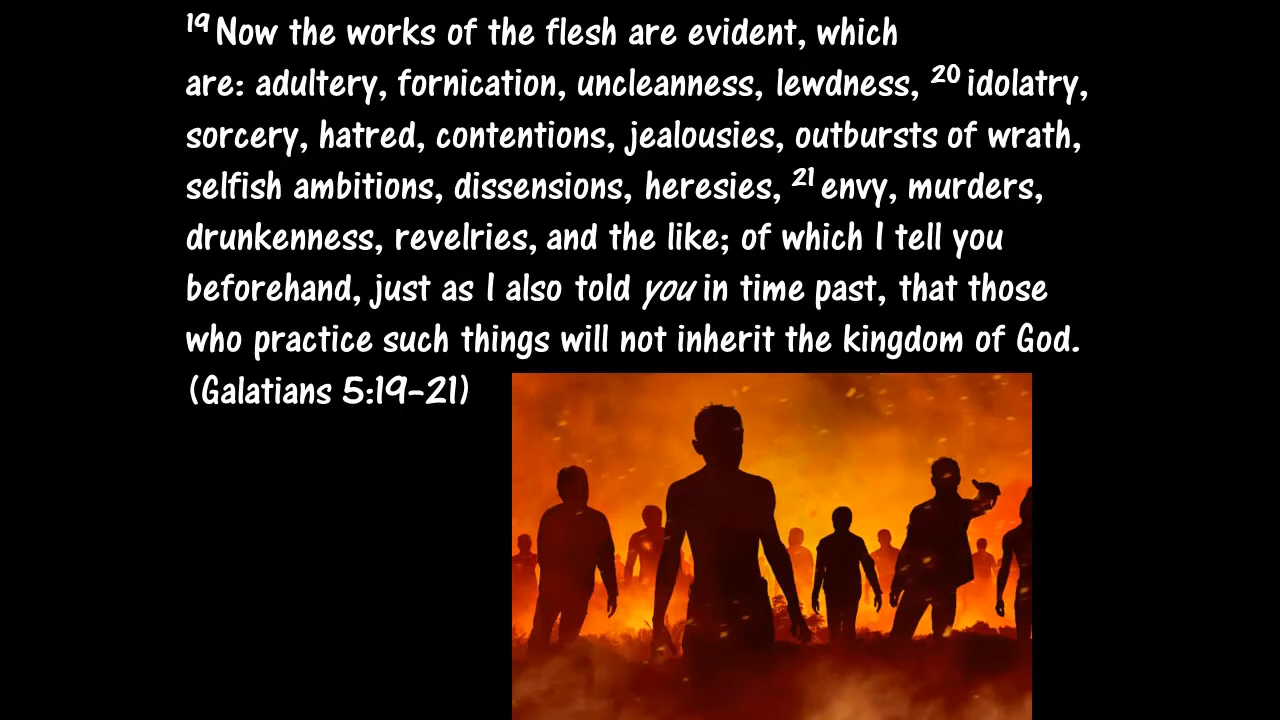 19 Now the works of the flesh are evident, which
are: adultery, fornication, uncleanness, lewdness, 20 idolatry,
sorcery, hatred, contentions, jealousies, outbursts of wrath,
selfish ambitions, dissensions, heresies, 21 envy, murders,
drunkenness, revelries, and the like; of which I tell you
beforehand, just as I also told you in time past, that those
who practice such things will not inherit the kingdom of God.
(Galatians 5:19-21)